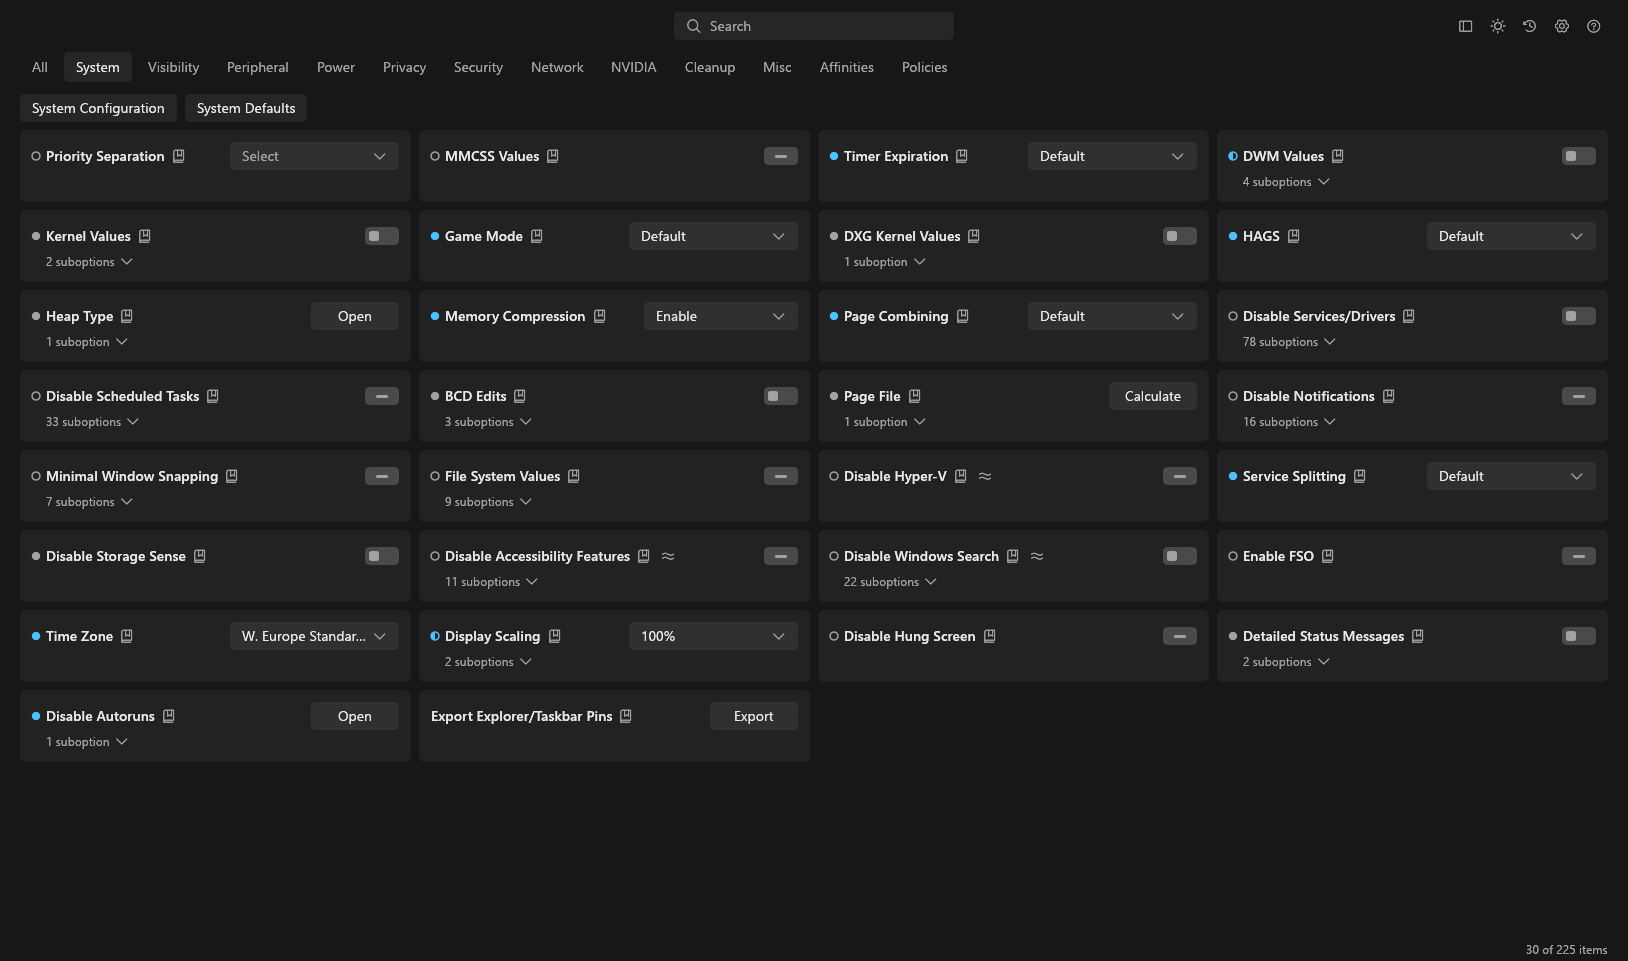 Search
All System Visibility Peripheral Power Privacy Security Network NVIDIA Cleanup Misc Affinities Policies
System Configuration System Defaults
Priority Separation Select
MMCSS Values
Timer Expiration Default
DWM Values
4 suboptions
Kernel Values
2 suboptions
Game Mode Default
DXG Kernel Values
1 suboption
HAGS Default
Heap Type Open
1 suboption
Memory Compression Enable
Page Combining Default
Disable Services/Drivers
78 suboptions
Disable Scheduled Tasks
33 suboptions
BCD Edits
3 suboptions
Page File Calculate
1 suboption
Disable Notifications
16 suboptions
Minimal Window Snapping
7 suboptions
File System Values
9 suboptions
Disable Hyper-V
Service Splitting Default
Disable Storage Sense
Disable Accessibility Features
11 suboptions
Disable Windows Search
22 suboptions
Enable FSO
Time Zone W. Europe Standar...
Display Scaling 100%
2 suboptions
Disable Hung Screen
Detailed Status Messages
2 suboptions
Disable Autoruns Open
1 suboption
Export Explorer/Taskbar Pins Export
30 of 225 items